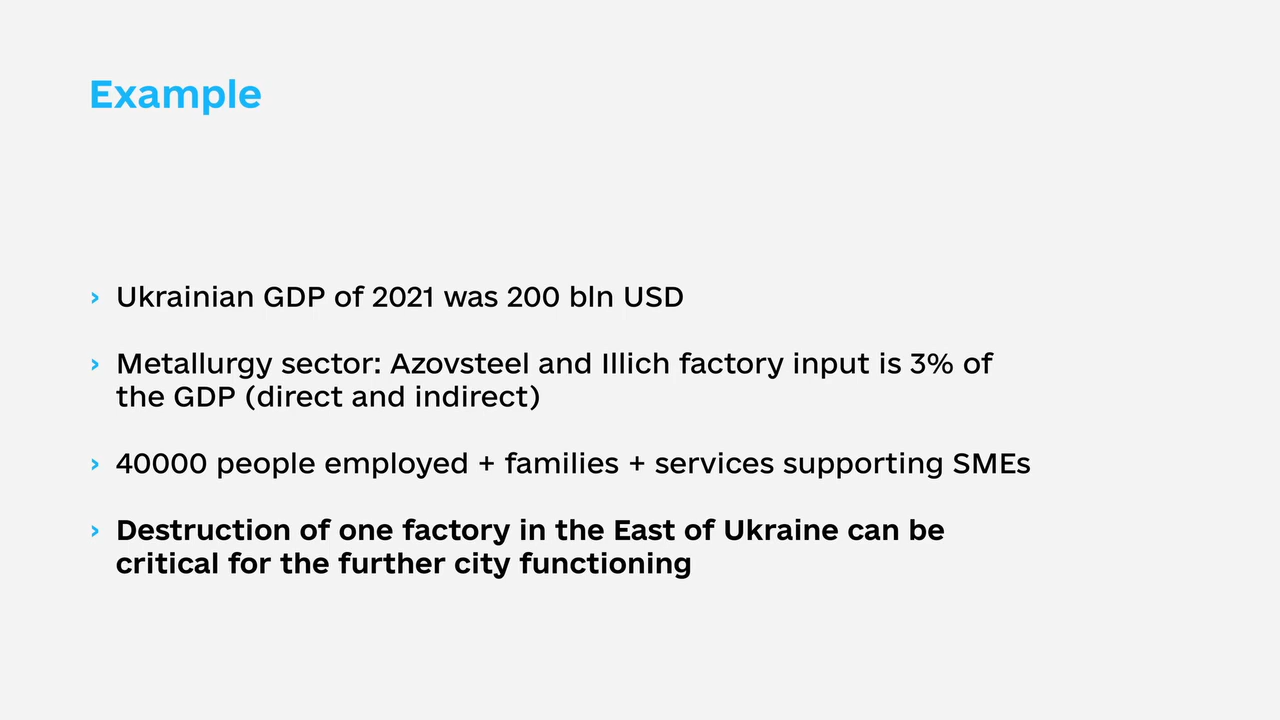 Example
› Ukrainian GDP of 2021 was 200 bln USD
› Metallurgy sector: Azovsteel and Illich factory input is 3% of
the GDP (direct and indirect)
› 40000 people employed + families + services supporting SMEs
› Destruction of one factory in the East of Ukraine can be
critical for the further city functioning